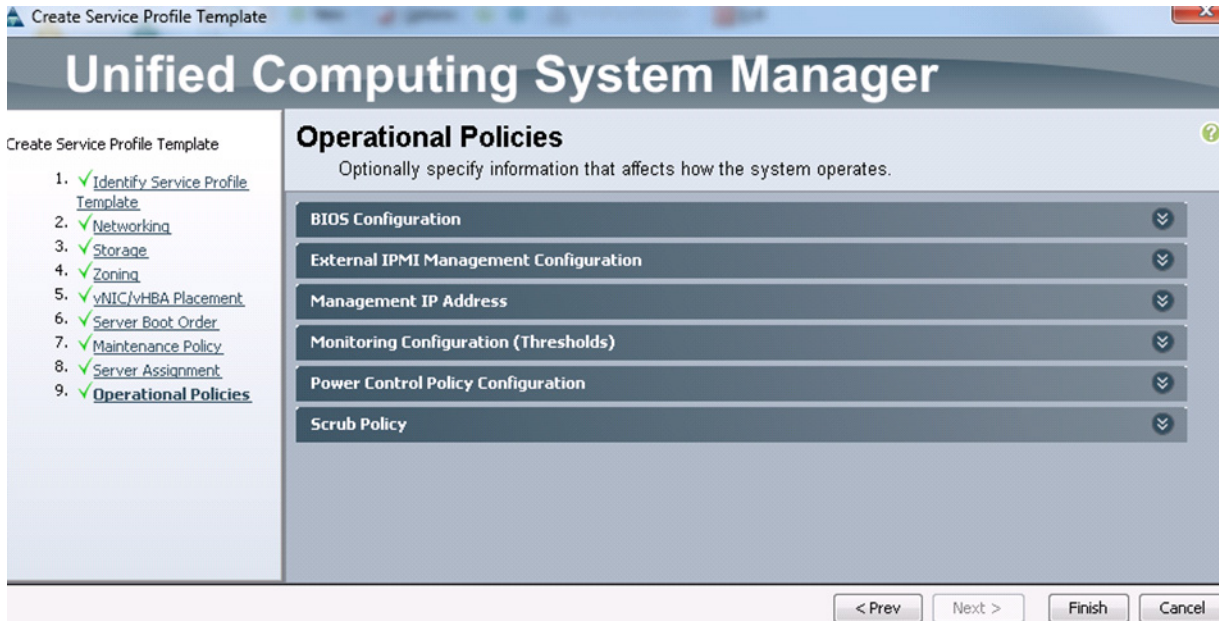 Create Service Profile Template
Unified Computing System Manager
Create Service Profile Template
1. Identify Service Profile
Template
2. Networking
3. Storage
4. Zoning
5. vNIC/vHBA Placement
6. Server Boot Order
7. Maintenance Policy
8. Server Assignment
9. Operational Policies
Operational Policies
Optionally specify information that affects how the system operates.
BIOS Configuration
External IPMI Management Configuration
Management IP Address
Monitoring Configuration (Thresholds)
Power Control Policy Configuration
Scrub Policy
< Prev Next > Finish Cancel